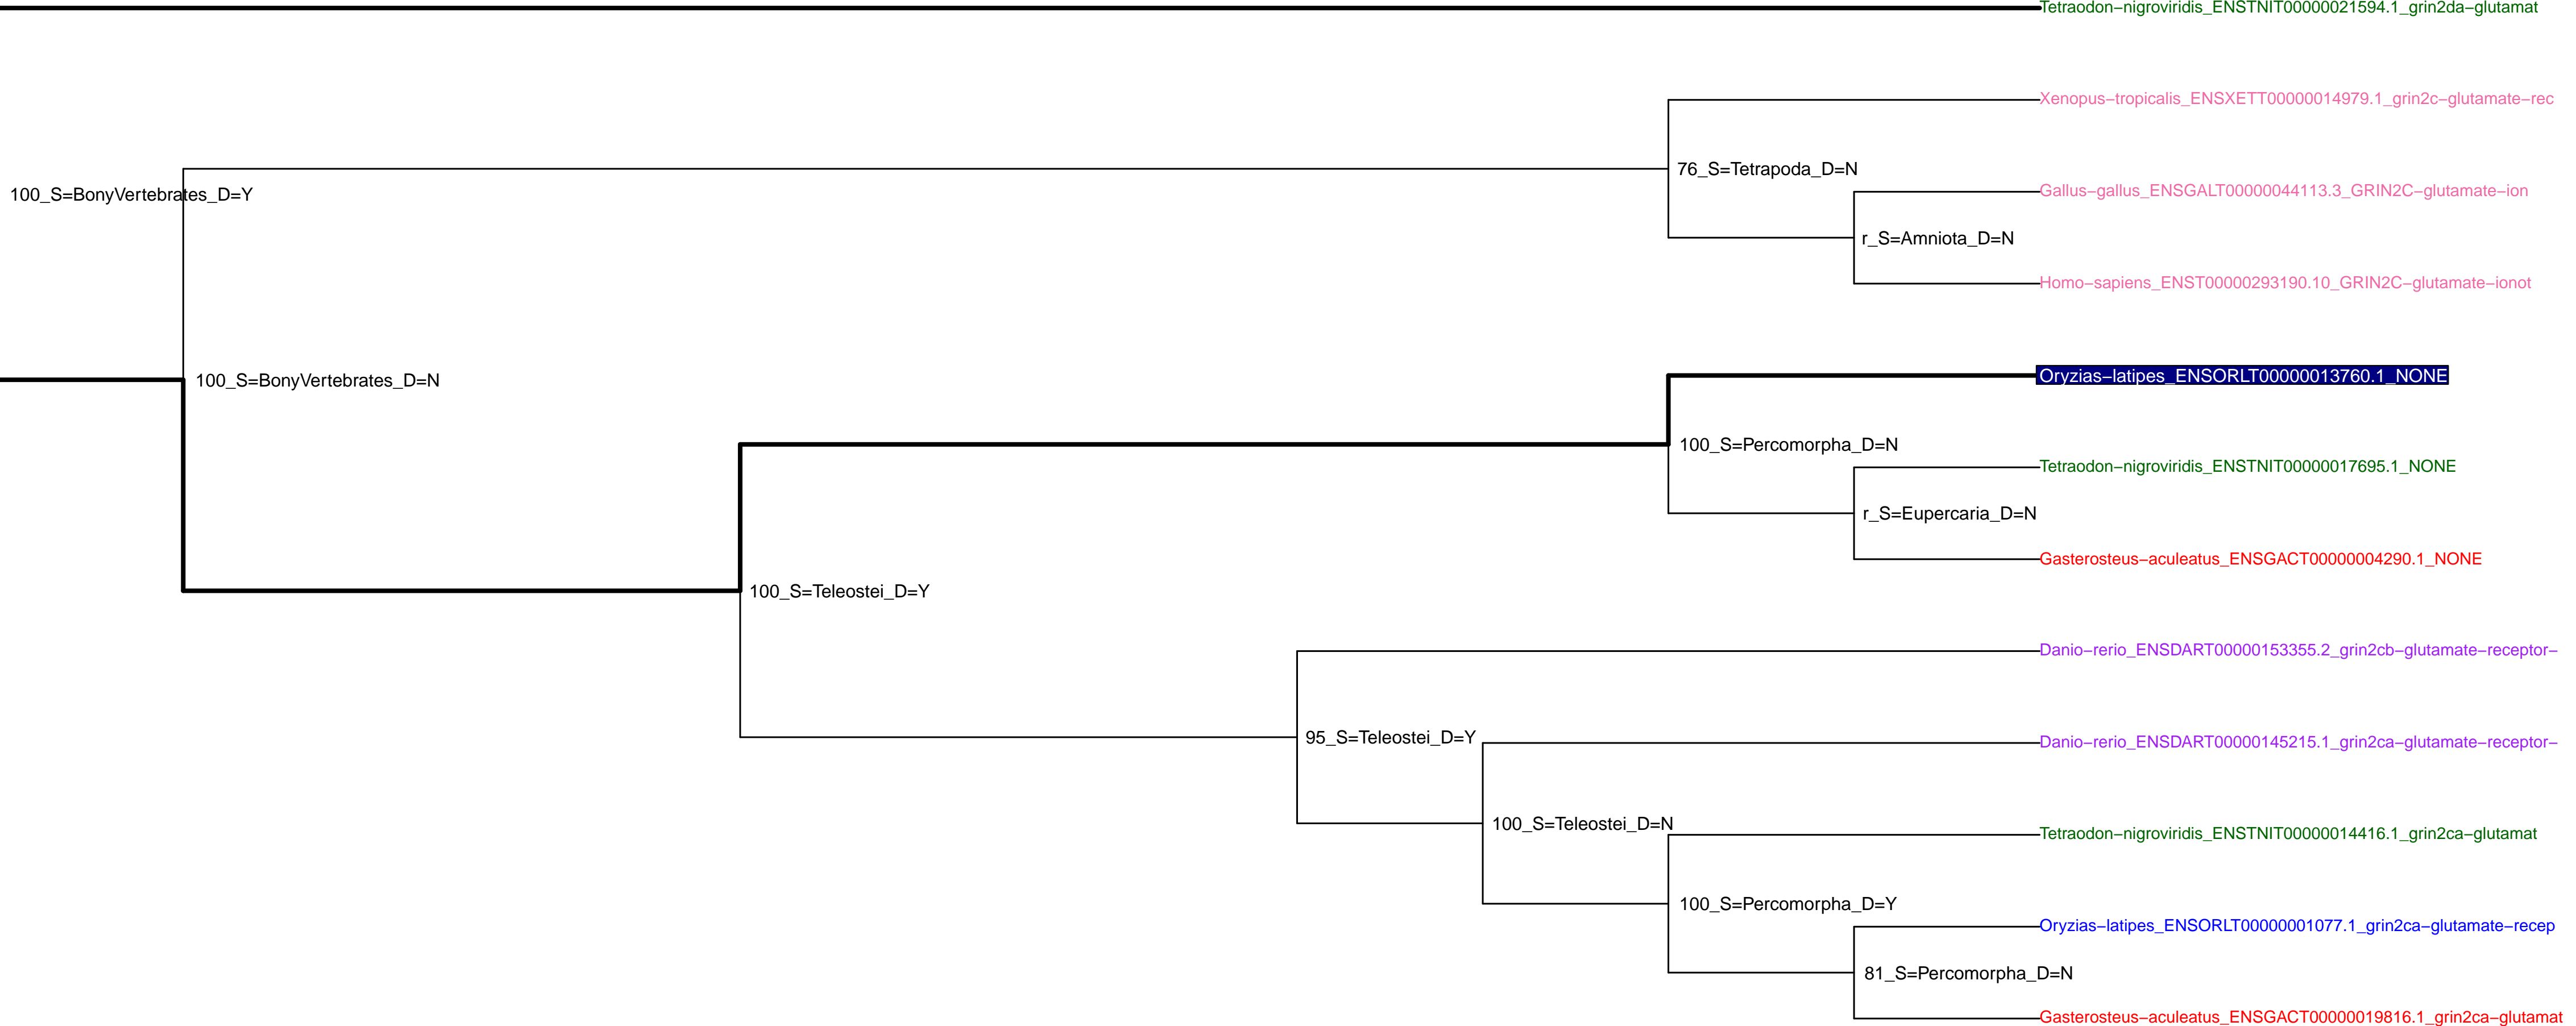 Tetraodon−nigroviridis_ENSTNIT00000021594.1_grin2da−glutamat
Xenopus−tropicalis_ENSXETT00000014979.1_grin2c−glutamate−rec
76_S=Tetrapoda_D=N
100_S=BonyVertebrates_D=Y
Gallus−gallus_ENSGALT00000044113.3_GRIN2C−glutamate−ion
r_S=Amniota_D=N
Homo−sapiens_ENST00000293190.10_GRIN2C−glutamate−ionot
100_S=BonyVertebrates_D=N
Oryzias−latipes_ENSORLT00000013760.1_NONE
100_S=Percomorpha_D=N
Tetraodon−nigroviridis_ENSTNIT00000017695.1_NONE
r_S=Eupercaria_D=N
Gasterosteus−aculeatus_ENSGACT00000004290.1_NONE
100_S=Teleostei_D=Y
Danio−rerio_ENSDART00000153355.2_grin2cb−glutamate−receptor−
95_S=Teleostei_D=Y
Danio−rerio_ENSDART00000145215.1_grin2ca−glutamate−receptor−
100_S=Teleostei_D=N
Tetraodon−nigroviridis_ENSTNIT00000014416.1_grin2ca−glutamat
100_S=Percomorpha_D=Y
Oryzias−latipes_ENSORLT00000001077.1_grin2ca−glutamate−recep
81_S=Percomorpha_D=N
Gasterosteus−aculeatus_ENSGACT00000019816.1_grin2ca−glutamat